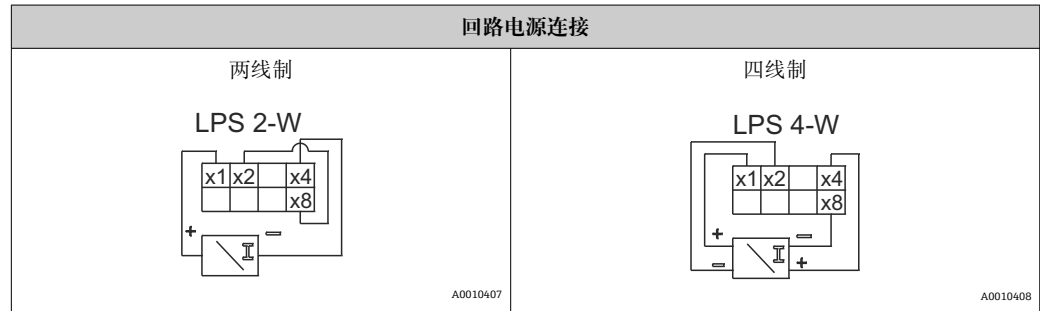 回路电源连接
两线制
四线制
LPS 2-W
x1 x2 x4
x8
+ −
I
A0010407
LPS 4-W
x1 x2 x4
x8
+ −
− I +
A0010408